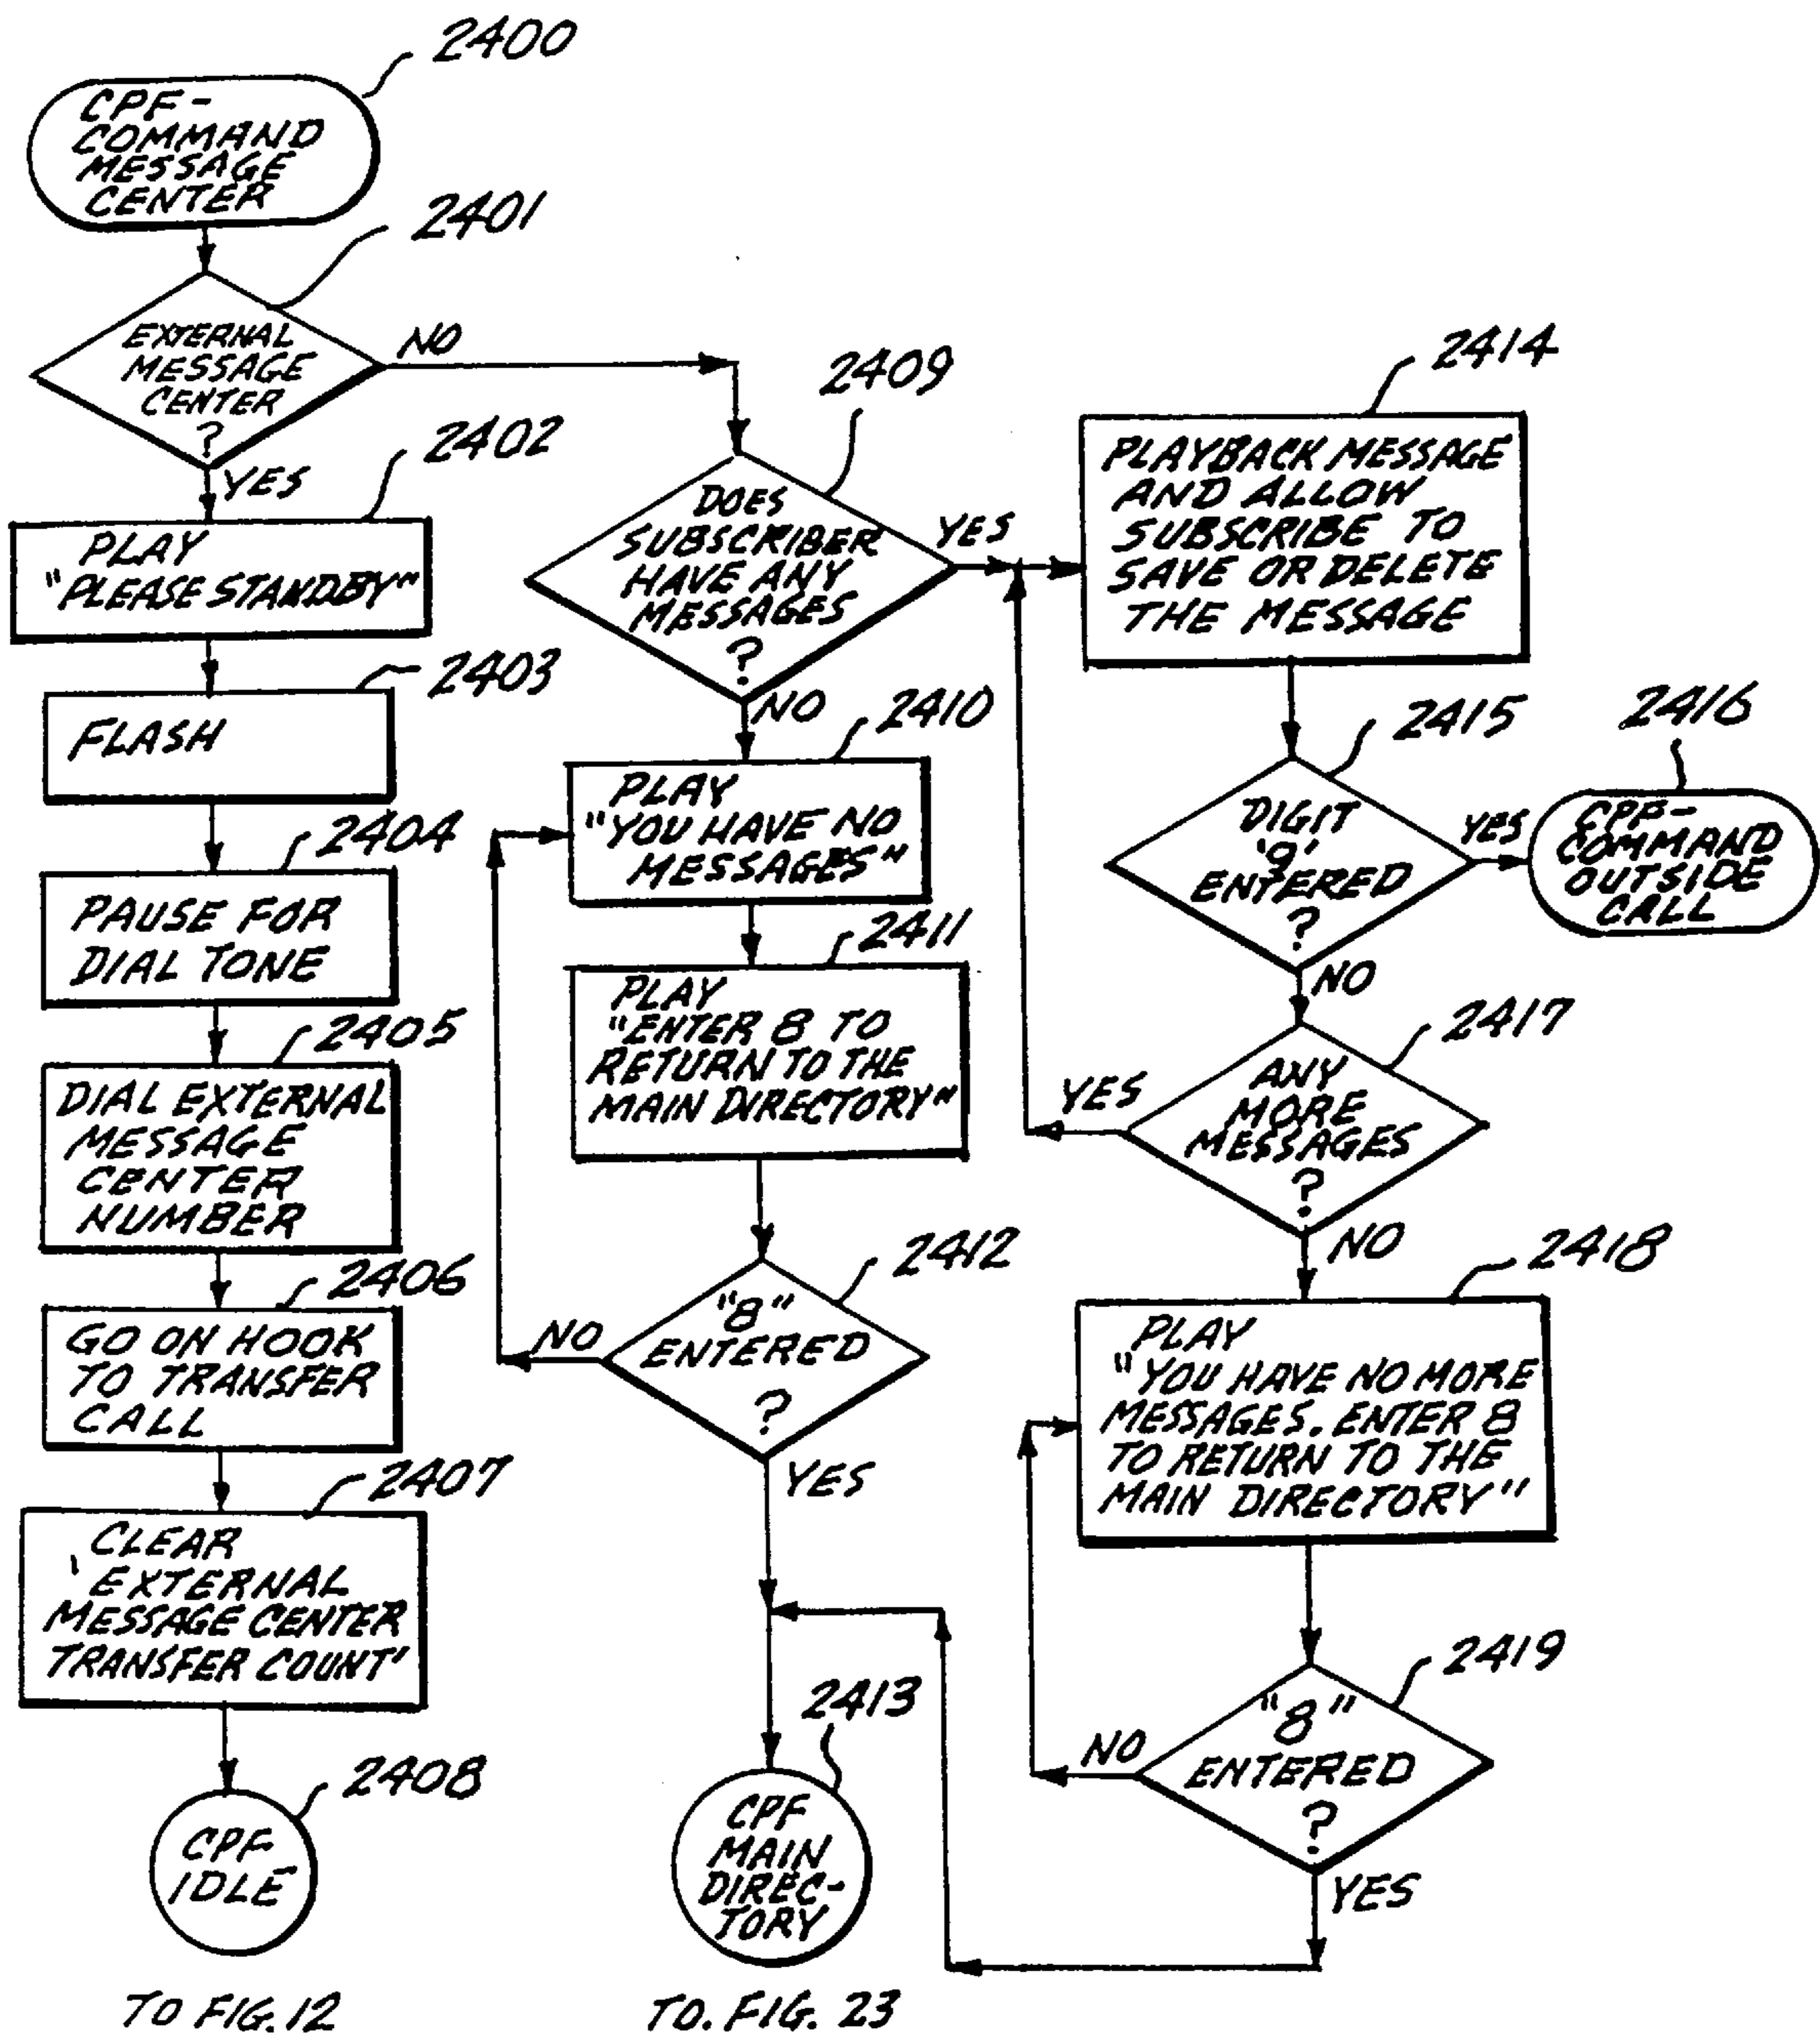 2400
CPF-
COMMAND
MESSAGE
CENTER
2401
EXTERNAL
MESSAGE
CENTER
?
NO
YES
2402
PLAY
"PLEASE STANDBY"
2403
FLASH
2404
PAUSE FOR
DIAL TONE
2405
DIAL EXTERNAL
MESSAGE
CENTER
NUMBER
2406
GO ON HOOK
TO TRANSFER
CALL
2407
CLEAR
'EXTERNAL
MESSAGE CENTER
TRANSFER COUNT'
2408
CPF
IDLE
TO FIG. 12
2409
DOES
SUBSCRIBER
HAVE ANY
MESSAGES
?
YES
NO
2410
PLAY
"YOU HAVE NO
MESSAGES"
2411
PLAY
"ENTER 8 TO
RETURN TO THE
MAIN DIRECTORY"
2412
"8"
ENTERED
?
NO
YES
2413
CPF
MAIN
DIREC-
TORY
TO. FIG. 23
2414
PLAYBACK MESSAGE
AND ALLOW
SUBSCRIBE TO
SAVE OR DELETE
THE MESSAGE
2415
DIGIT
'9'
ENTERED
?
YES
NO
2416
CPF-
COMMAND
OUTSIDE
CALL
2417
ANY
MORE
MESSAGES
?
YES
NO
2418
PLAY
"YOU HAVE NO MORE
MESSAGES. ENTER 8
TO RETURN TO THE
MAIN DIRECTORY"
2419
"8"
ENTERED
?
NO
YES